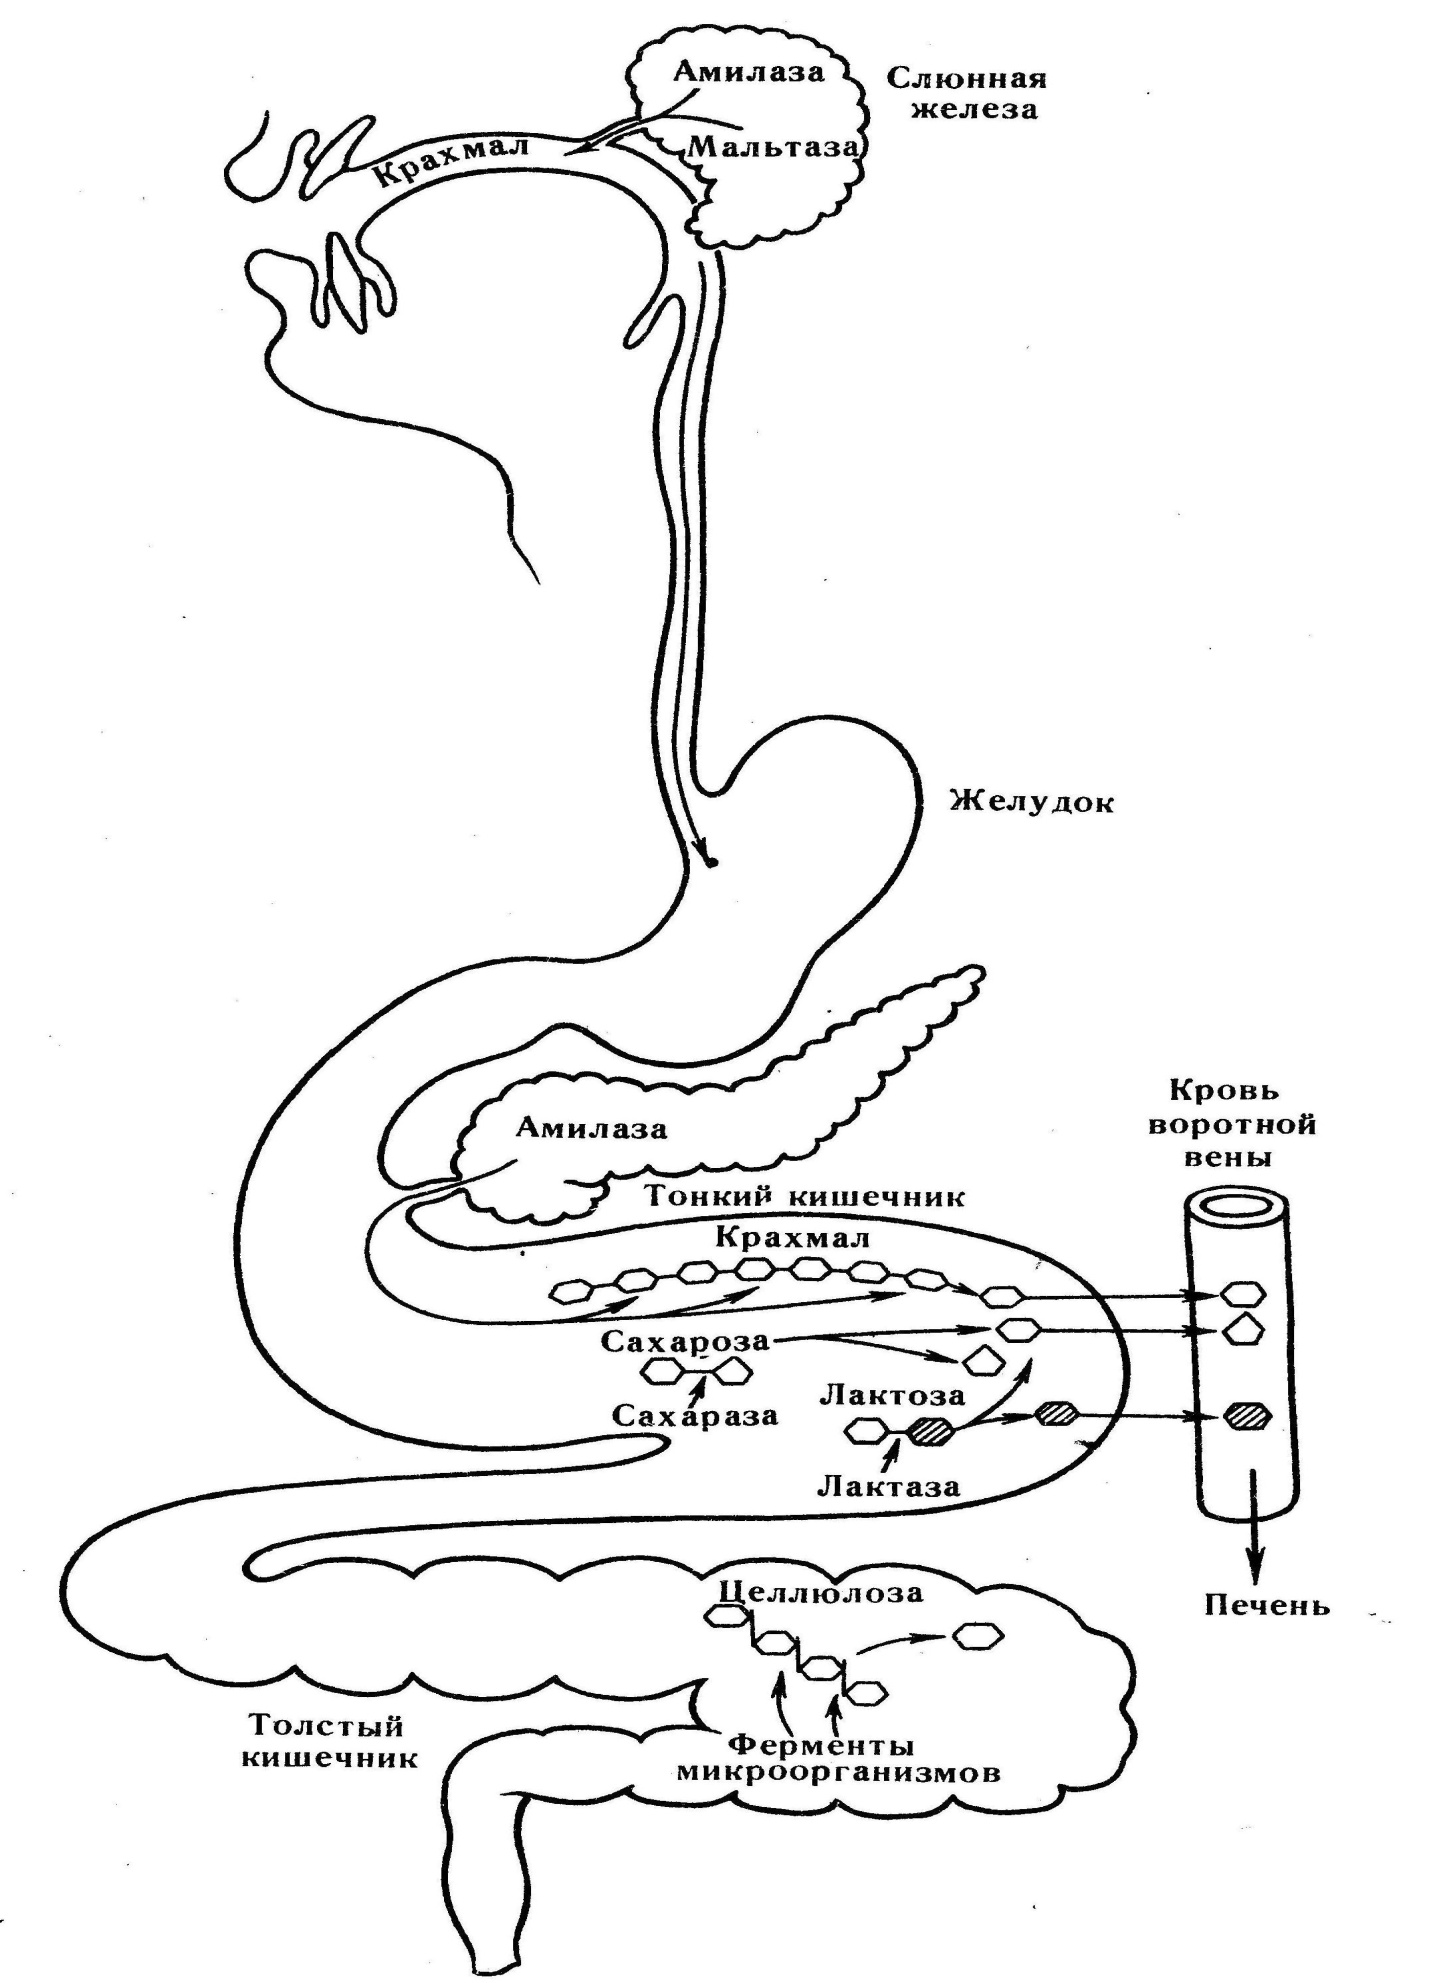 Амилаза
Слюнная
железа
Мальтаза
Крахмал
Желудок
Амилаза
Кровь
воротной
вены
Тонкий кишечник
Крахмал
Сахароза
Лактоза
Сахараза
Лактаза
Печень
Целлюлоза
Толстый
кишечник
Ферменты
микроорганизмов